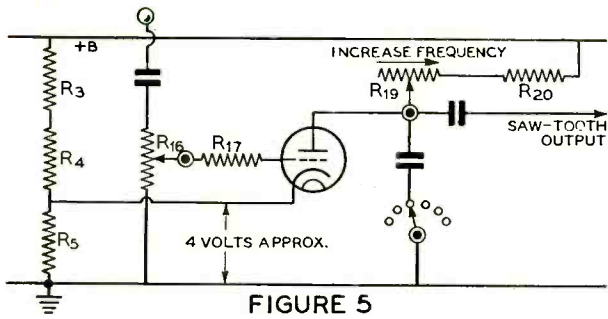 +B
INCREASE FREQUENCY
R3
R19
R20
SAW-TOOTH
OUTPUT
R16
R17
R4
R5
4 VOLTS APPROX.
FIGURE 5